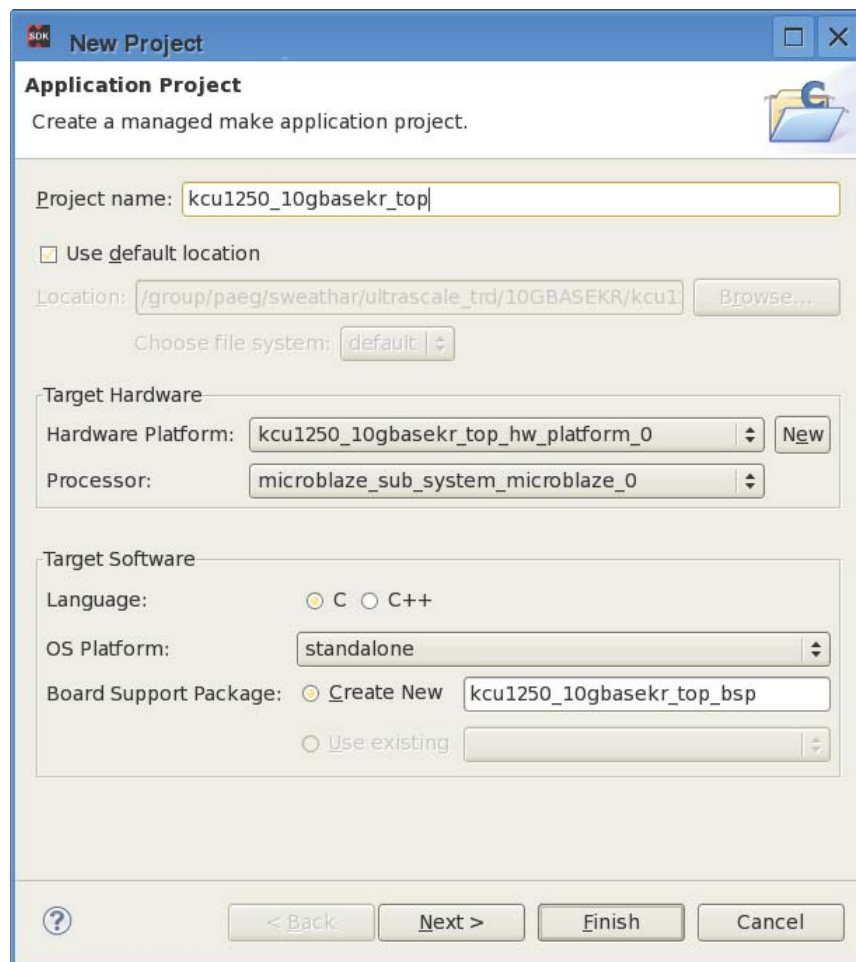 SDK New Project
Application Project
Create a managed make application project.
Project name: kcu1250_10gbasekr_top
Use default location
Location: /group/paeg/sweathar/ultrascale_trd/10GBASEKR/kcu1 Browse...
Choose file system: default
Target Hardware
Hardware Platform: kcu1250_10gbasekr_top_hw_platform_0 New
Processor: microblaze_sub_system_microblaze_0
Target Software
Language: C C++
OS Platform: standalone
Board Support Package: Create New kcu1250_10gbasekr_top_bsp
Use existing
? < Back Next > Finish Cancel